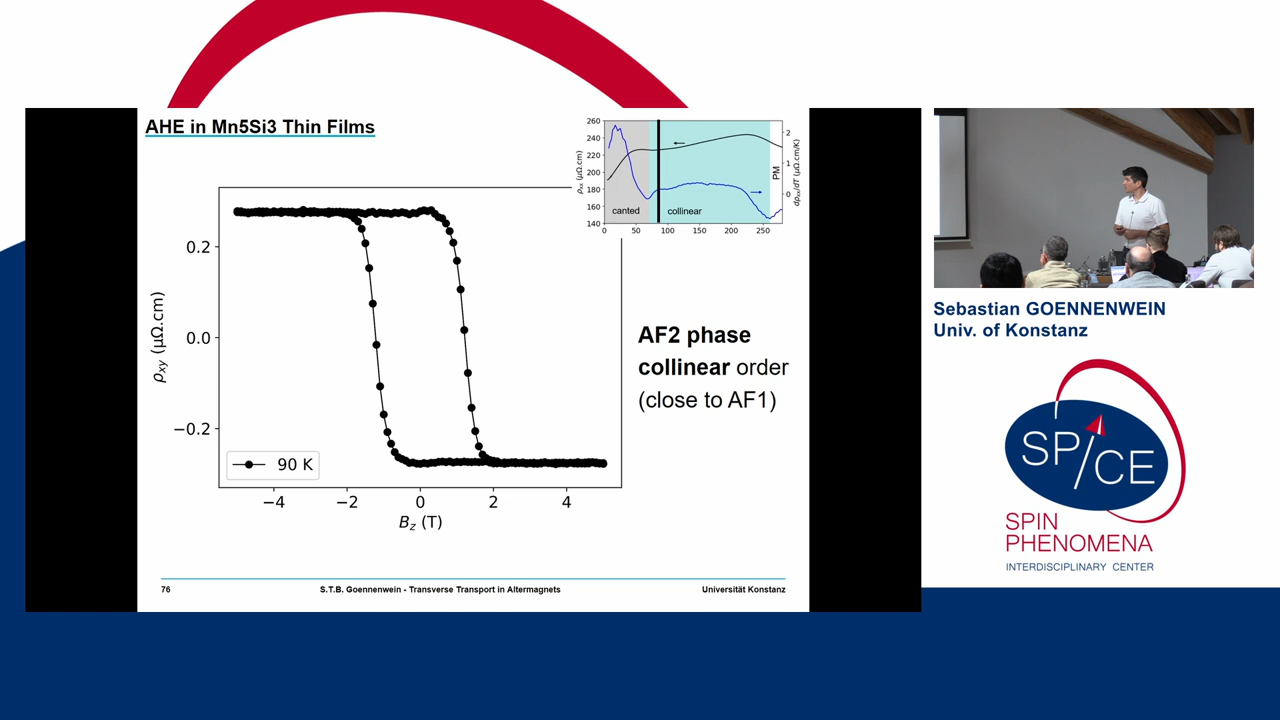 AHE in Mn5Si3 Thin Films
260
240
220
200
180
160
140
ρxx (μΩ.cm)
2
1
0
dρxx/dT (μΩ.cm/K)
PM
canted
collinear
0 50 100 150 200 250
0.2
0.0
−0.2
ρxy (μΩ.cm)
90 K
−4 −2 0 2 4
Bz (T)
AF2 phase
collinear order
(close to AF1)
76 S.T.B. Goennenwein - Transverse Transport in Altermagnets Universität Konstanz
Sebastian GOENNENWEIN
Univ. of Konstanz
SP/CE
SPIN
PHENOMENA
INTERDISCIPLINARY CENTER